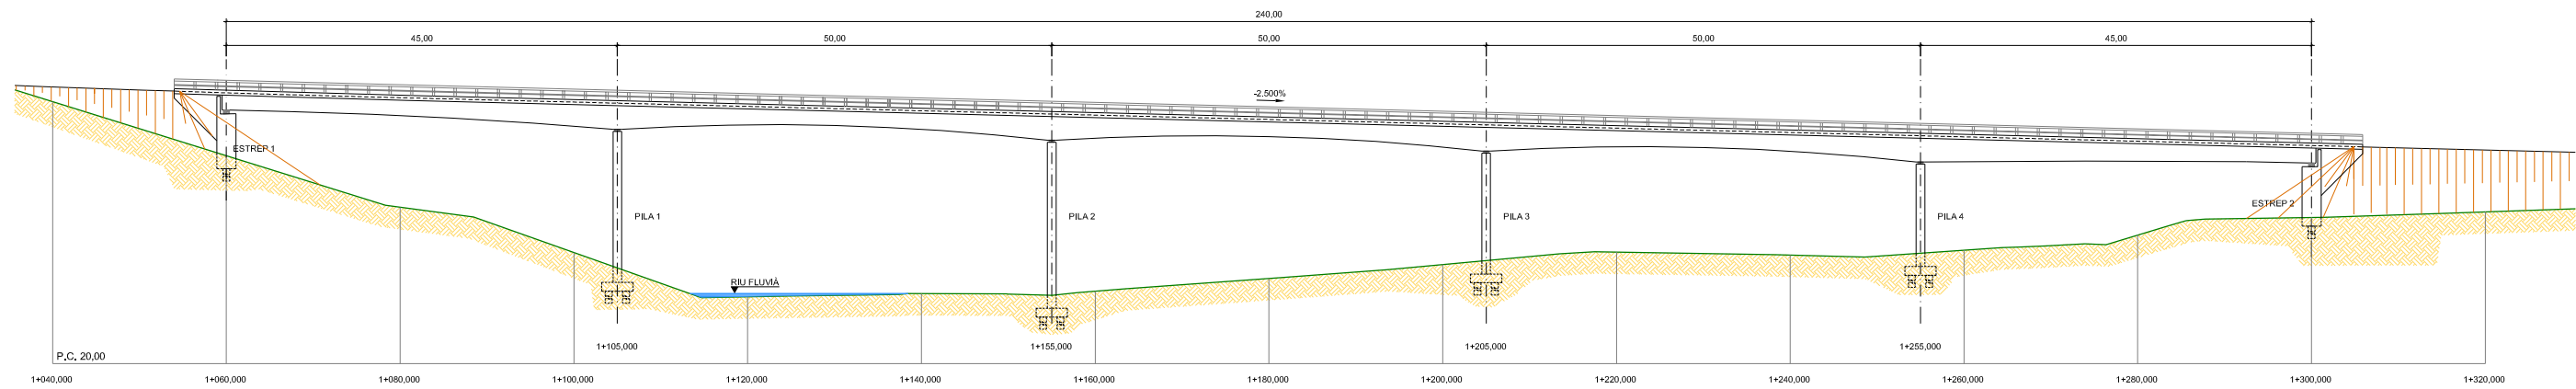 240,00
45,00 50,00 50,00 50,00 45,00
-2.500%
ESTREP 1
ESTREP 2
PILA 1 PILA 2 PILA 3 PILA 4
RIU FLUVIÀ
1+105,000 1+155,000 1+205,000 1+255,000
P.C. 20,00
1+040,000 1+060,000 1+080,000 1+100,000 1+120,000 1+140,000 1+160,000 1+180,000 1+200,000 1+220,000 1+240,000 1+260,000 1+280,000 1+300,000 1+320,000